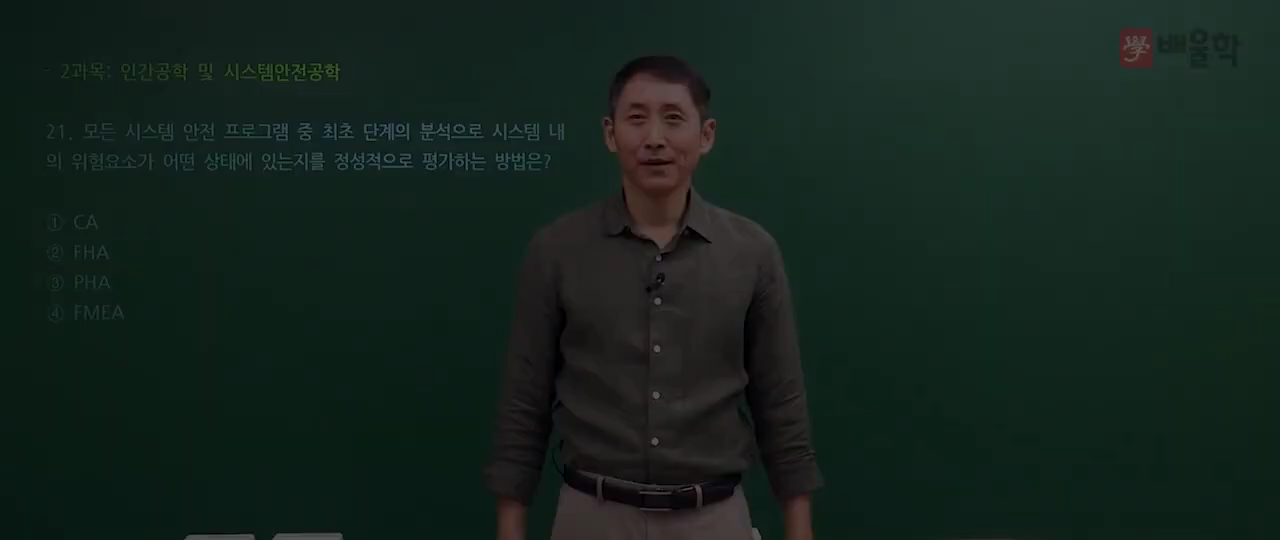 배울학
- 2과목: 인간공학 및 시스템안전공학
21. 모든 시스템 안전 프로그램 중 최초 단계의 분석으로 시스템 내
의 위험요소가 어떤 상태에 있는지를 정성적으로 평가하는 방법은?
① CA
② FHA
③ PHA
④ FMEA